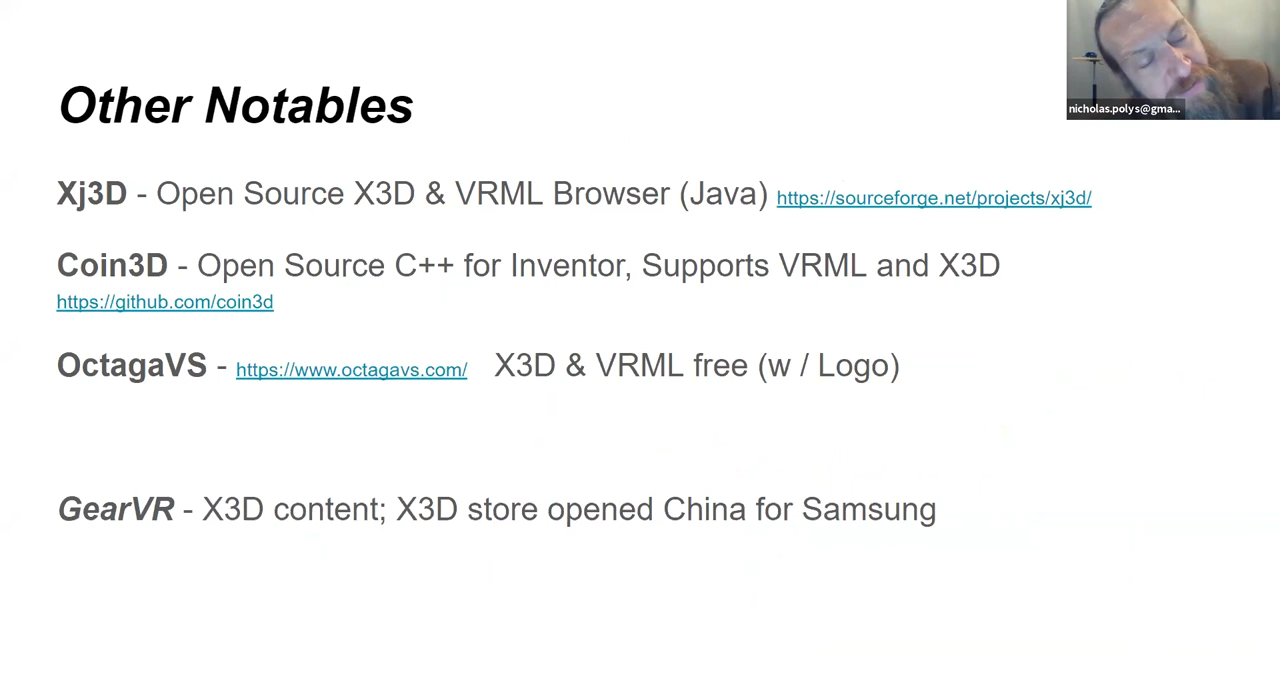 Other Notables
nicholas.polys@gma...
Xj3D - Open Source X3D & VRML Browser (Java) https://sourceforge.net/projects/xj3d/
Coin3D - Open Source C++ for Inventor, Supports VRML and X3D
https://github.com/coin3d
OctagaVS - https://www.octagavs.com/ X3D & VRML free (w / Logo)
GearVR - X3D content; X3D store opened China for Samsung